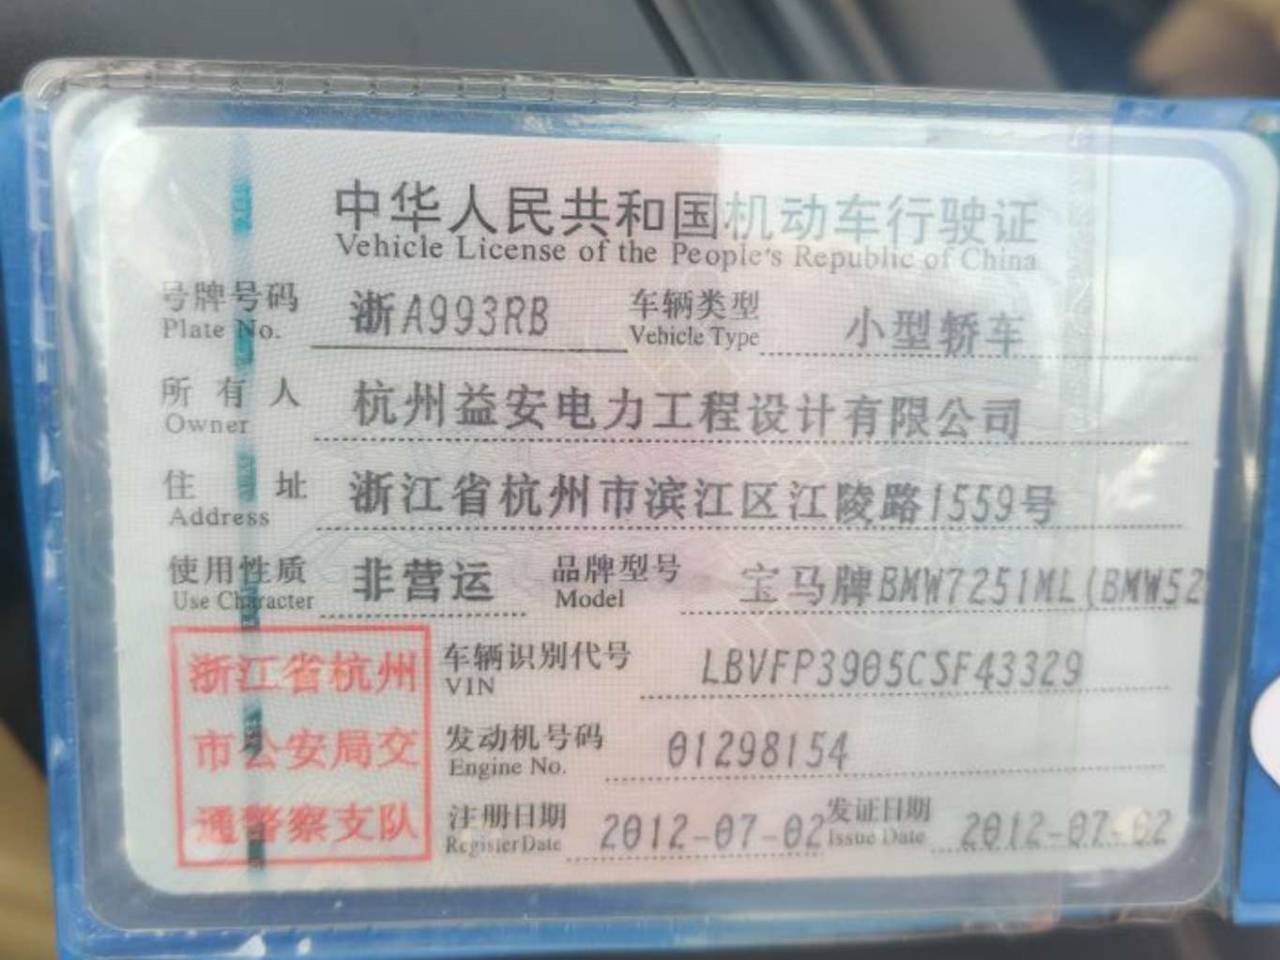 中华人民共和国机动车行驶证
Vehicle License of the People's Republic of China
号牌号码 浙A993RB 车辆类型 小型轿车
Plate No. Vehicle Type
所有人 杭州益安电力工程设计有限公司
Owner
住址 浙江省杭州市滨江区江陵路1559号
Address
使用性质 非营运 品牌型号 宝马牌BMW7251ML(BMW52
Use Character Model
浙江省杭州
市公安局交
通警察支队
车辆识别代号 LBVFP3905CSF43329
VIN
发动机号码 01298154
Engine No.
注册日期 2012-07-02 发证日期 2012-07-02
Register Date Issue Date